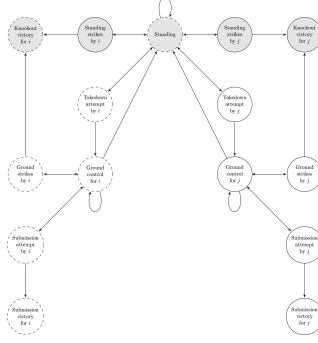 Knockout
victory
for i
Standing
strikes
by i
Standing
Standing
strikes
by j
Knockout
victory
for j
Takedown
attempt
by i
Takedown
attempt
by j
Ground
strikes
by i
Ground
control
for i
Ground
control
for j
Ground
strikes
by j
Submission
attempt
by i
Submission
attempt
by j
Submission
victory
for i
Submission
victory
for j